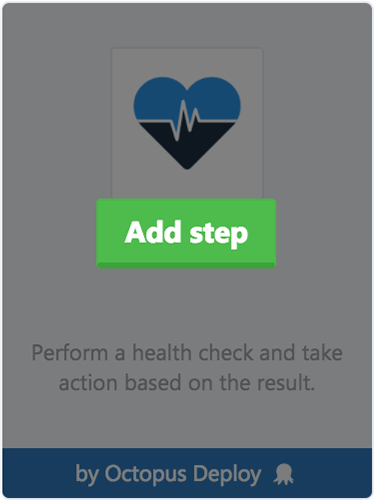 Add step
Perform a health check and take
action based on the result.
by Octopus Deploy